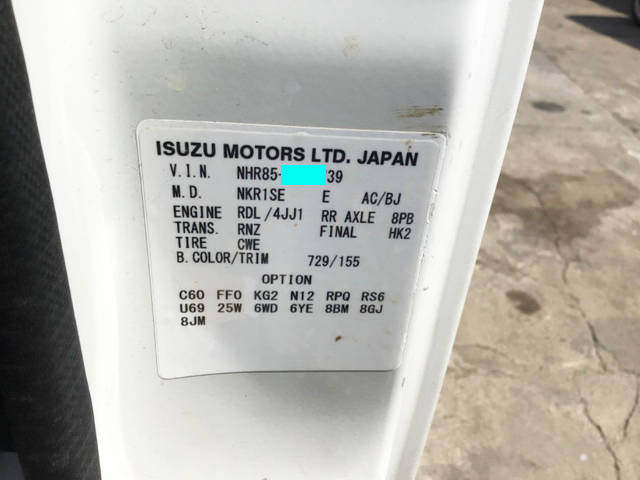 ISUZU MOTORS LTD. JAPAN
V.I.N. NHR85- 39
M.D. NKR1SE E AC/BJ
ENGINE RDL/4JJ1 RR AXLE 8PB
TRANS. RNZ FINAL HK2
TIRE CWE
B.COLOR/TRIM 729/155
OPTION
C60 FF0 KG2 N12 RPQ RS6
U69 25W 6WD 6YE 8BM 8GJ
8JM